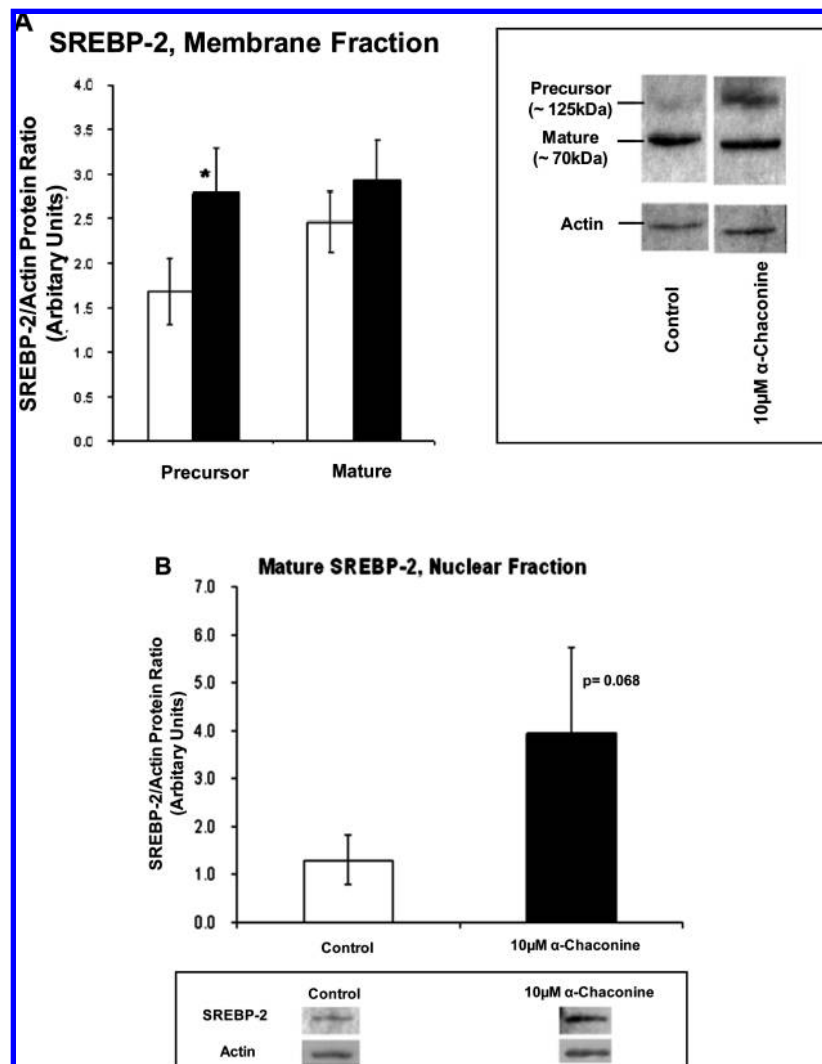 A
SREBP-2, Membrane Fraction
SREBP-2/Actin Protein Ratio
(Arbitary Units)
4.0
3.5
3.0
2.5
2.0
1.5
1.0
0.5
0.0
*
Precursor
Mature
Precursor
(~ 125kDa)
Mature
(~ 70kDa)
Actin
Control
10μM α-Chaconine
B
Mature SREBP-2, Nuclear Fraction
SREBP-2/Actin Protein Ratio
(Arbitary Units)
7.0
6.0
5.0
4.0
3.0
2.0
1.0
0.0
p= 0.068
Control
10μM α-Chaconine
Control
10μM α-Chaconine
SREBP-2
Actin